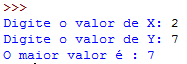 >>>
Digite o valor de X: 2
Digite o valor de Y: 7
O maior valor é : 7